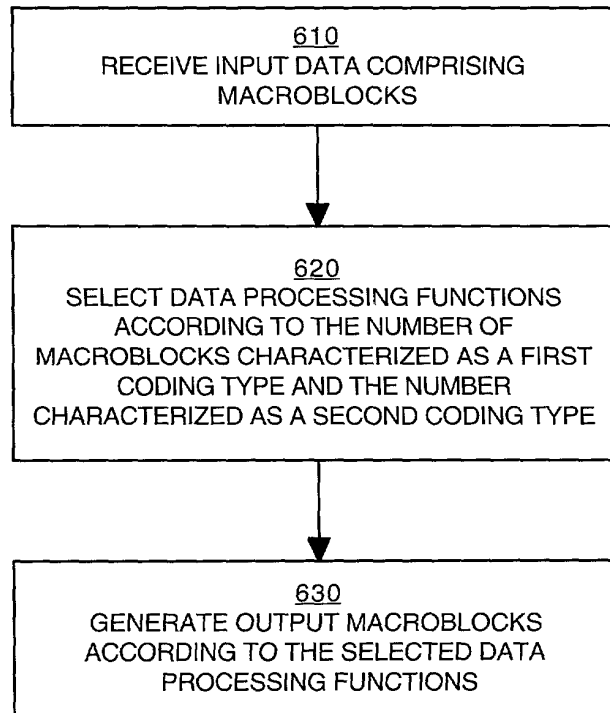 610
RECEIVE INPUT DATA COMPRISING
MACROBLOCKS
620
SELECT DATA PROCESSING FUNCTIONS
ACCORDING TO THE NUMBER OF
MACROBLOCKS CHARACTERIZED AS A FIRST
CODING TYPE AND THE NUMBER
CHARACTERIZED AS A SECOND CODING TYPE
630
GENERATE OUTPUT MACROBLOCKS
ACCORDING TO THE SELECTED DATA
PROCESSING FUNCTIONS